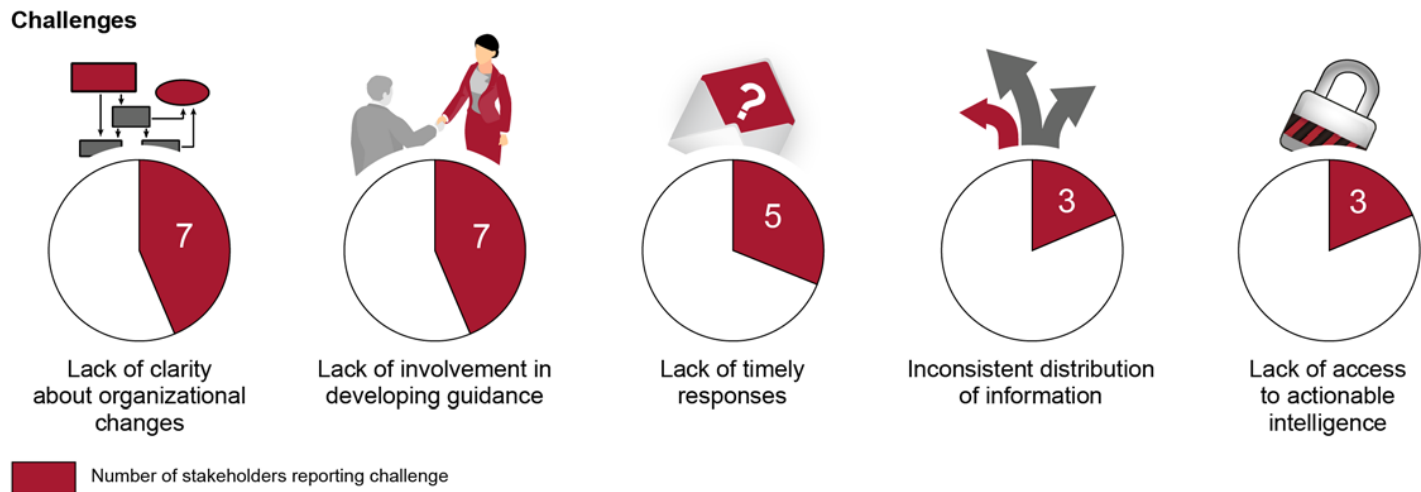 Challenges
?
7
7
5
3
3
Lack of clarity
about organizational
changes
Lack of involvement in
developing guidance
Lack of timely
responses
Inconsistent distribution
of information
Lack of access
to actionable
intelligence
Number of stakeholders reporting challenge